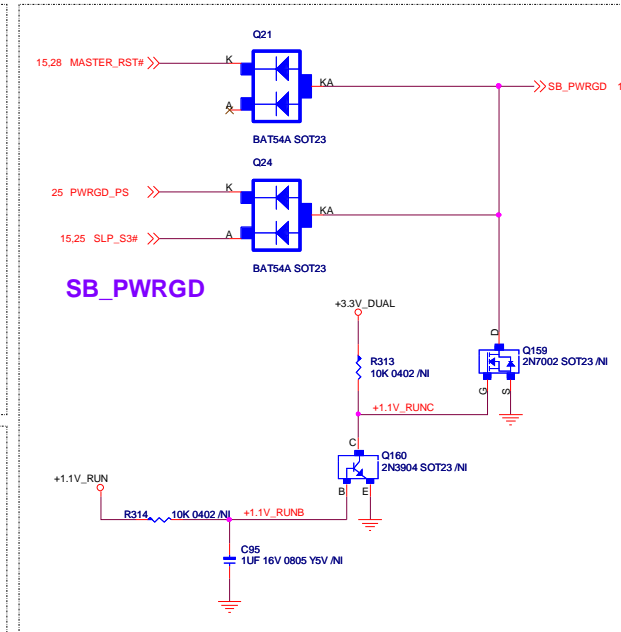 Q21
15,28 MASTER_RST#
K
KA
SB_PWRGD 1
A
BAT54A SOT23
Q24
25 PWRGD_PS
K
KA
15,25 SLP_S3#
A
BAT54A SOT23
SB_PWRGD
+3.3V_DUAL
D
Q159
2N7002 SOT23 /NI
R313
10K 0402 /NI
G
S
+1.1V_RUNC
C
Q160
2N3904 SOT23 /NI
+1.1V_RUN
B
E
R314
10K 0402 /NI
+1.1V_RUNB
C95
1UF 16V 0805 Y5V /NI